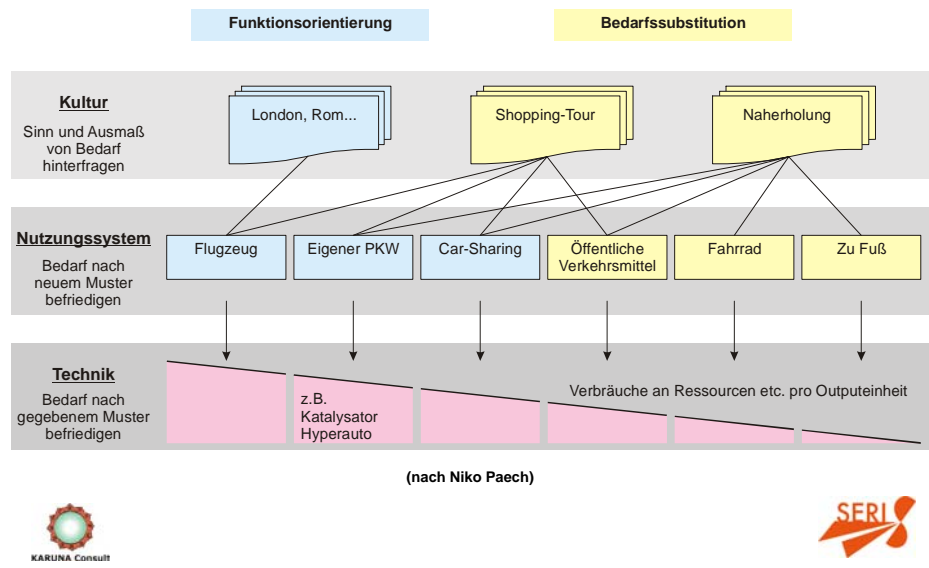 Funktionsorientierung
Bedarfssubstitution
Kultur
Sinn und Ausmaß
von Bedarf
hinterfragen
London, Rom...
Shopping-Tour
Naherholung
Nutzungssystem
Bedarf nach
neuem Muster
befriedigen
Flugzeug
Eigener PKW
Car-Sharing
Öffentliche
Verkehrsmittel
Fahrrad
Zu Fuß
Technik
Bedarf nach
gegebenem Muster
befriedigen
z.B.
Katalysator
Hyperauto
Verbräuche an Ressourcen etc. pro Outputeinheit
(nach Niko Paech)
KARUNA Consult
SERI